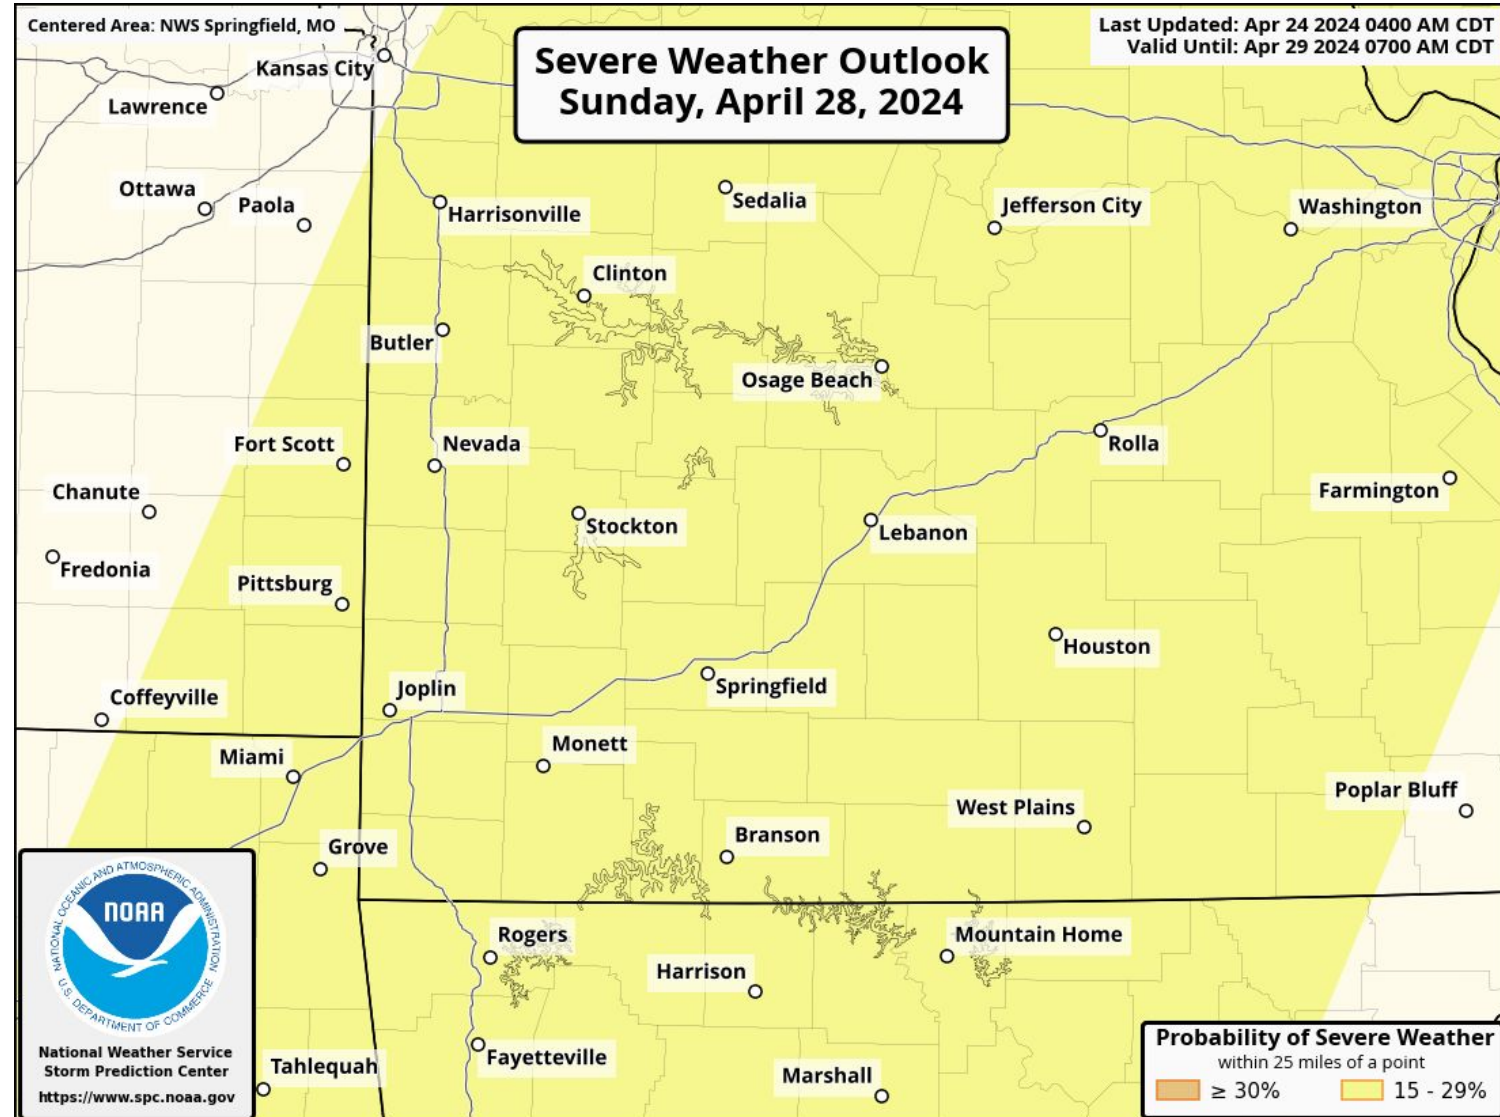 Centered Area: NWS Springfield, MO
Last Updated: Apr 24 2024 0400 AM CDT
Valid Until: Apr 29 2024 0700 AM CDT
Severe Weather Outlook
Sunday, April 28, 2024
Kansas City
Lawrence
Ottawa
Paola
Harrisonville
Sedalia
Jefferson City
Washington
Clinton
Butler
Osage Beach
Fort Scott
Nevada
Rolla
Chanute
Farmington
Stockton
Lebanon
Fredonia
Pittsburg
Houston
Coffeyville
Joplin
Springfield
Miami
Monett
Poplar Bluff
West Plains
Branson
Grove
Rogers
Mountain Home
Harrison
Fayetteville
Tahlequah
Marshall
NATIONAL OCEANIC AND ATMOSPHERIC ADMINISTRATION
NOAA
U.S. DEPARTMENT OF COMMERCE
National Weather Service
Storm Prediction Center
https://www.spc.noaa.gov
Probability of Severe Weather
within 25 miles of a point
≥ 30% 15 - 29%